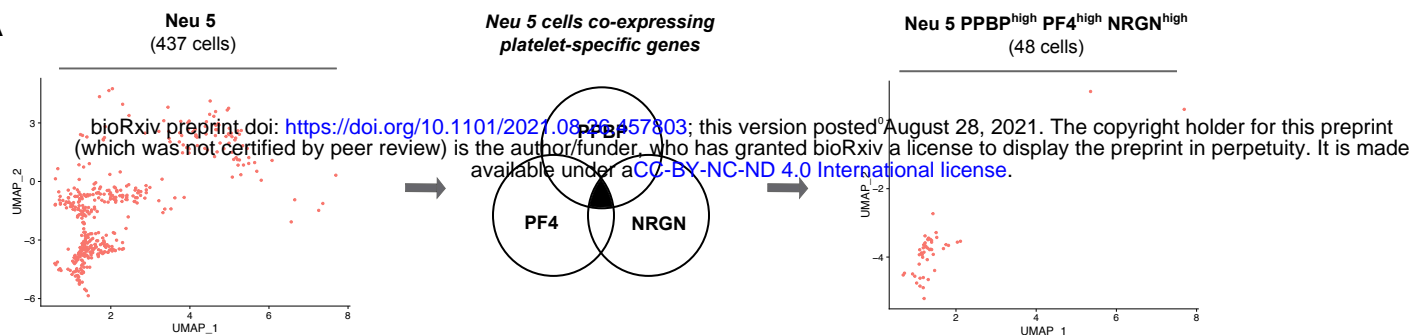 A
Neu 5
(437 cells)
Neu 5 cells co-expressing
platelet-specific genes
Neu 5 PPBPhigh PF4high NRGNhigh
(48 cells)
bioRxiv preprint doi: https://doi.org/10.1101/2021.08.26.457803; this version posted August 28, 2021. The copyright holder for this preprint
(which was not certified by peer review) is the author/funder, who has granted bioRxiv a license to display the preprint in perpetuity. It is made
available under aCC-BY-NC-ND 4.0 International license.
PPBP
PF4
NRGN
3
0
−3
−6
UMAP_2
2
4
6
8
UMAP_1
0
−2
−4
UMAP_2
2
4
6
8
UMAP_1